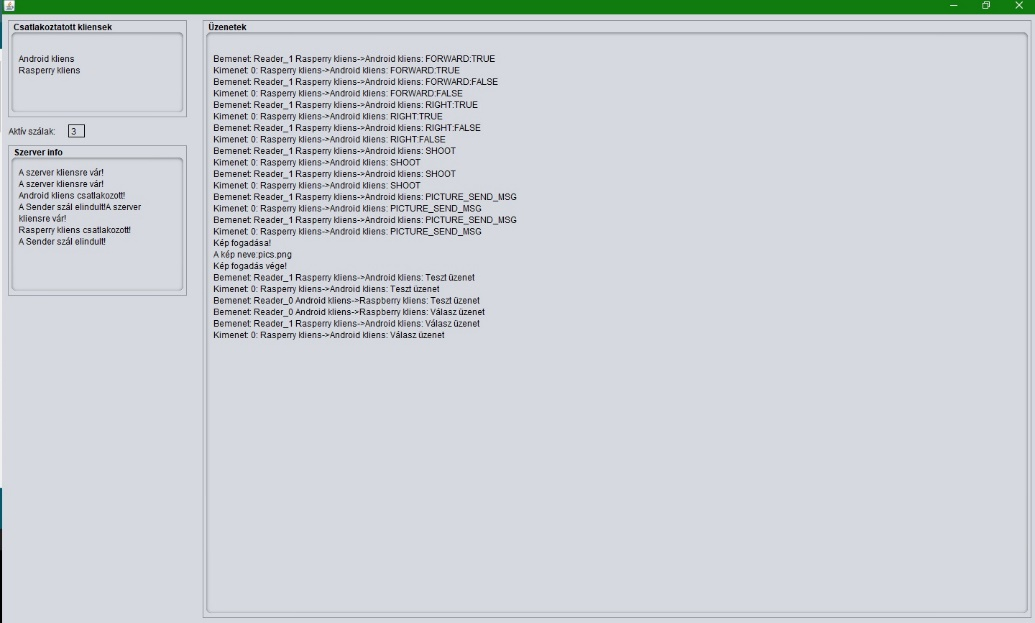 Csatlakoztatott kliensek
Android kliens
Rasperry kliens
Aktív szálak: 3
Szerver info
A szerver kliensre vár!
A szerver kliensre vár!
Android kliens csatlakozott!
A Sender szál elindult!A szerver
kliensre vár!
Rasperry kliens csatlakozott!
A Sender szál elindult!
Üzenetek
Bemenet: Reader_1 Rasperry kliens->Android kliens: FORWARD:TRUE
Kimenet: 0: Rasperry kliens->Android kliens: FORWARD:TRUE
Bemenet: Reader_1 Rasperry kliens->Android kliens: FORWARD:FALSE
Kimenet: 0: Rasperry kliens->Android kliens: FORWARD:FALSE
Bemenet: Reader_1 Rasperry kliens->Android kliens: RIGHT:TRUE
Kimenet: 0: Rasperry kliens->Android kliens: RIGHT:TRUE
Bemenet: Reader_1 Rasperry kliens->Android kliens: RIGHT:FALSE
Kimenet: 0: Rasperry kliens->Android kliens: RIGHT:FALSE
Bemenet: Reader_1 Rasperry kliens->Android kliens: SHOOT
Kimenet: 0: Rasperry kliens->Android kliens: SHOOT
Bemenet: Reader_1 Rasperry kliens->Android kliens: SHOOT
Kimenet: 0: Rasperry kliens->Android kliens: SHOOT
Bemenet: Reader_1 Rasperry kliens->Android kliens: PICTURE_SEND_MSG
Kimenet: 0: Rasperry kliens->Android kliens: PICTURE_SEND_MSG
Bemenet: Reader_1 Rasperry kliens->Android kliens: PICTURE_SEND_MSG
Kimenet: 0: Rasperry kliens->Android kliens: PICTURE_SEND_MSG
Kép fogadása!
A kép neve:pics.png
Kép fogadás vége!
Bemenet: Reader_1 Rasperry kliens->Android kliens: Teszt üzenet
Kimenet: 0: Rasperry kliens->Android kliens: Teszt üzenet
Bemenet: Reader_0 Android kliens->Raspberry kliens: Teszt üzenet
Bemenet: Reader_0 Android kliens->Raspberry kliens: Válasz üzenet
Bemenet: Reader_1 Rasperry kliens->Android kliens: Válasz üzenet
Kimenet: 0: Rasperry kliens->Android kliens: Válasz üzenet